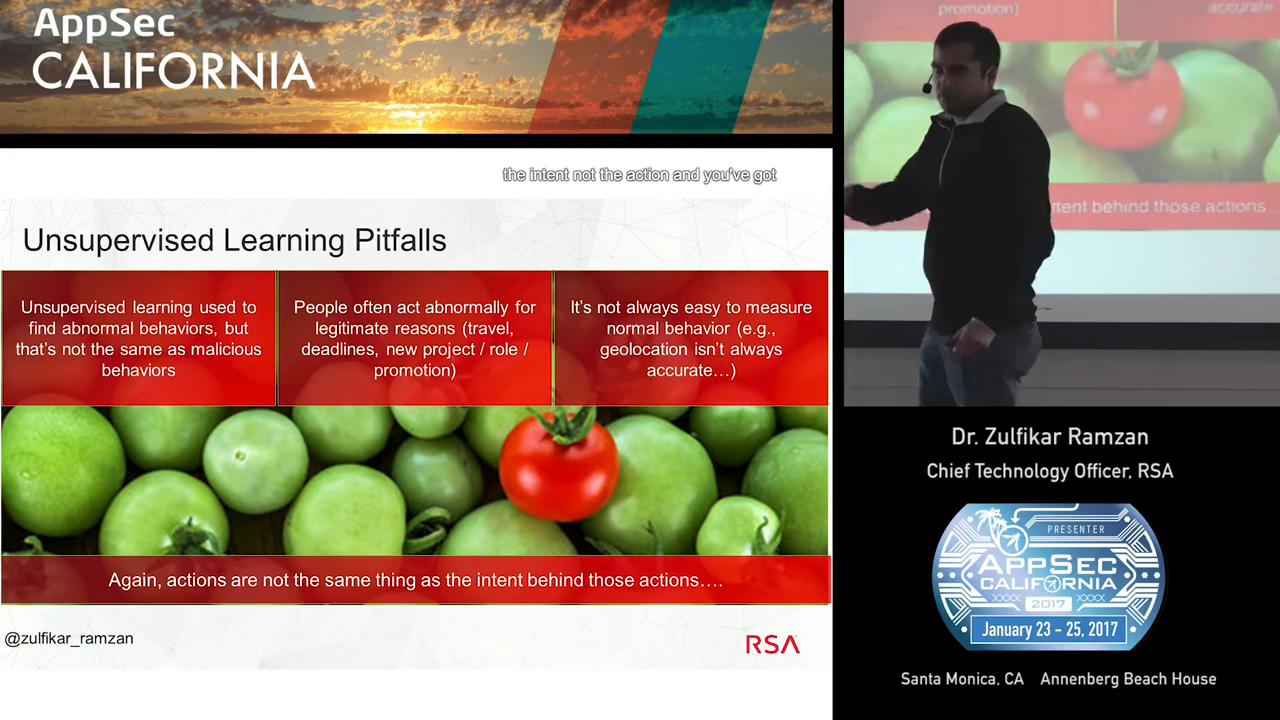 AppSec
CALIFORNIA
the intent not the action and you've got
Unsupervised Learning Pitfalls
Unsupervised learning used to
find abnormal behaviors, but
that's not the same as malicious
behaviors
People often act abnormally for
legitimate reasons (travel,
deadlines, new project / role /
promotion)
It's not always easy to measure
normal behavior (e.g.,
geolocation isn't always
accurate…)
Again, actions are not the same thing as the intent behind those actions….
@zulfikar_ramzan
RSA
promotion)
accurate
intent behind those actions
Dr. Zulfikar Ramzan
Chief Technology Officer, RSA
PRESENTER
APPSEC
CALIFORNIA
2017
January 23 - 25, 2017
Santa Monica, CA Annenberg Beach House